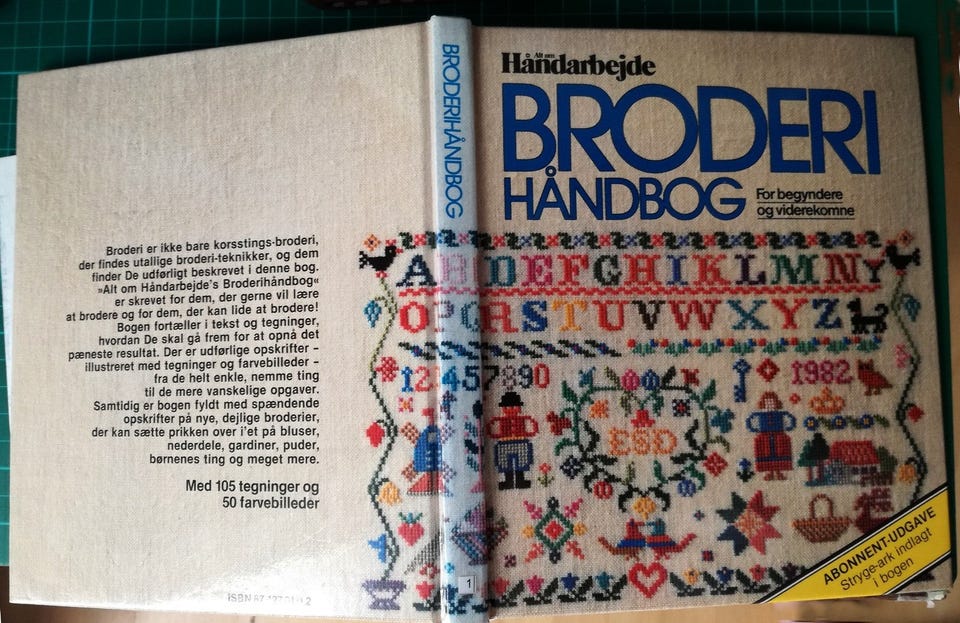 Broderi er ikke bare korsstings-broderi,
der findes utallige broderi-teknikker, og dem
finder De udførligt beskrevet i denne bog.
»Alt om Håndarbejde's Broderihåndbog«
er skrevet for dem, der gerne vil lære
at brodere og for dem, der kan lide at brodere!
Bogen fortæller i tekst og tegninger,
hvordan De skal gå frem for at opnå det
pæneste resultat. Der er udførlige opskrifter –
illustreret med tegninger og farvebilleder –
fra de helt enkle, nemme ting
til de mere vanskelige opgaver.
Samtidig er bogen fyldt med spændende
opskrifter på nye, dejlige broderier,
der kan sætte prikken over i'et på bluser,
nederdele, gardiner, puder,
børnenes ting og meget mere.
Med 105 tegninger og
50 farvebilleder
ISBN
BRODERIHÅNDBOG
1
Alt om
Håndarbejde
BRODERI
HÅNDBOG
For begyndere
og viderekomne
A D E F G H I K L M N
O P R S T U V W X Y Z
7890
1982
ESD
ABONNENT-UDGAVE
Stryge-ark indlagt
i bogen